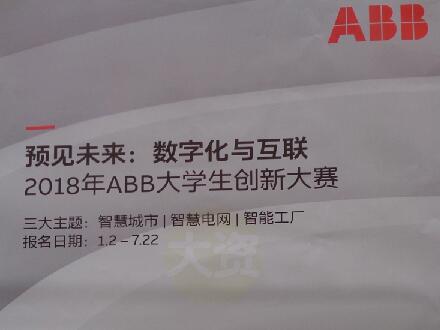 ABB
预见未来：数字化与互联
2018年ABB大学生创新大赛
三大主题：智慧城市 | 智慧电网 | 智能工厂
报名日期：1.2 – 7.22
大资